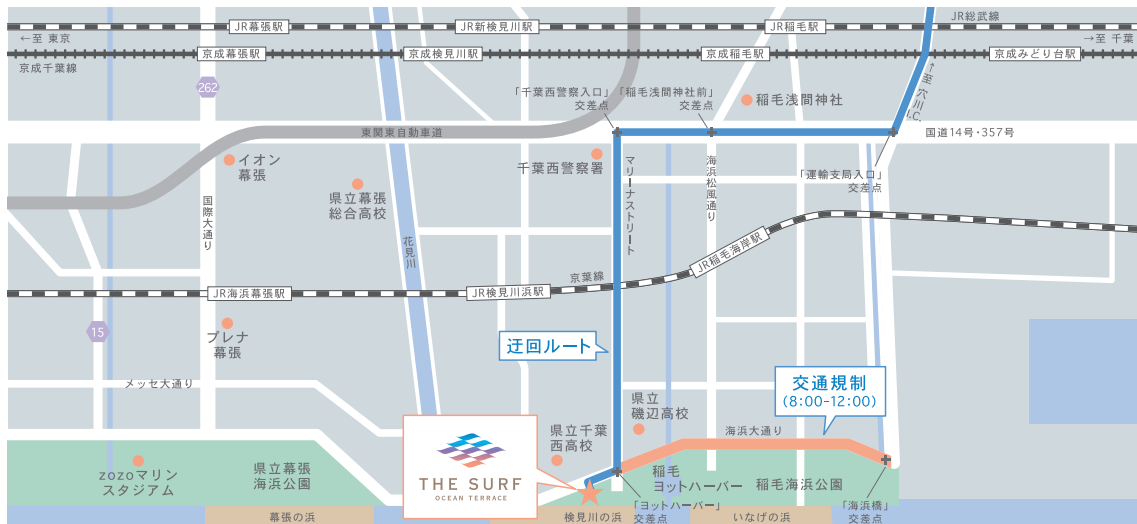 JR幕張駅
JR新検見川駅
JR稲毛駅
JR総武線
←至 東京
→至 千葉
京成幕張駅
京成検見川駅
京成稲毛駅
京成みどり台駅
京成千葉線
↑至 穴川I.C.
262
「千葉西警察入口」
交差点
「稲毛浅間神社前」
交差点
稲毛浅間神社
東関東自動車道
国道14号・357号
イオン
幕張
千葉西警察署
マリーナストリート
海浜松風通り
「運輸支局入口」
交差点
県立幕張
総合高校
国際大通り
花見川
JR稲毛海岸駅
京葉線
JR海浜幕張駅
JR検見川浜駅
15
プレナ
幕張
迂回ルート
メッセ大通り
交通規制
(8:00-12:00)
県立
磯辺高校
海浜大通り
県立千葉
西高校
THE SURF
OCEAN TERRACE
zozoマリン
スタジアム
県立幕張
海浜公園
稲毛
ヨットハーバー
稲毛海浜公園
「ヨットハーバー」
交差点
「海浜橋」
交差点
幕張の浜
検見川の浜
いなげの浜